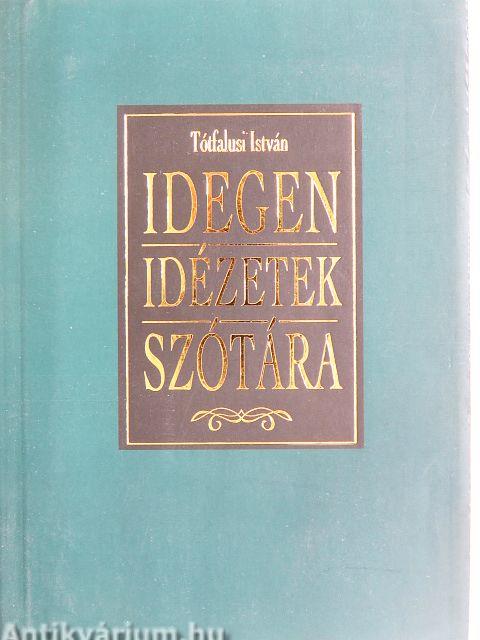 Tótfalusi István
IDEGEN
IDÉZETEK
SZÓTÁRA
Antikvárium.hu